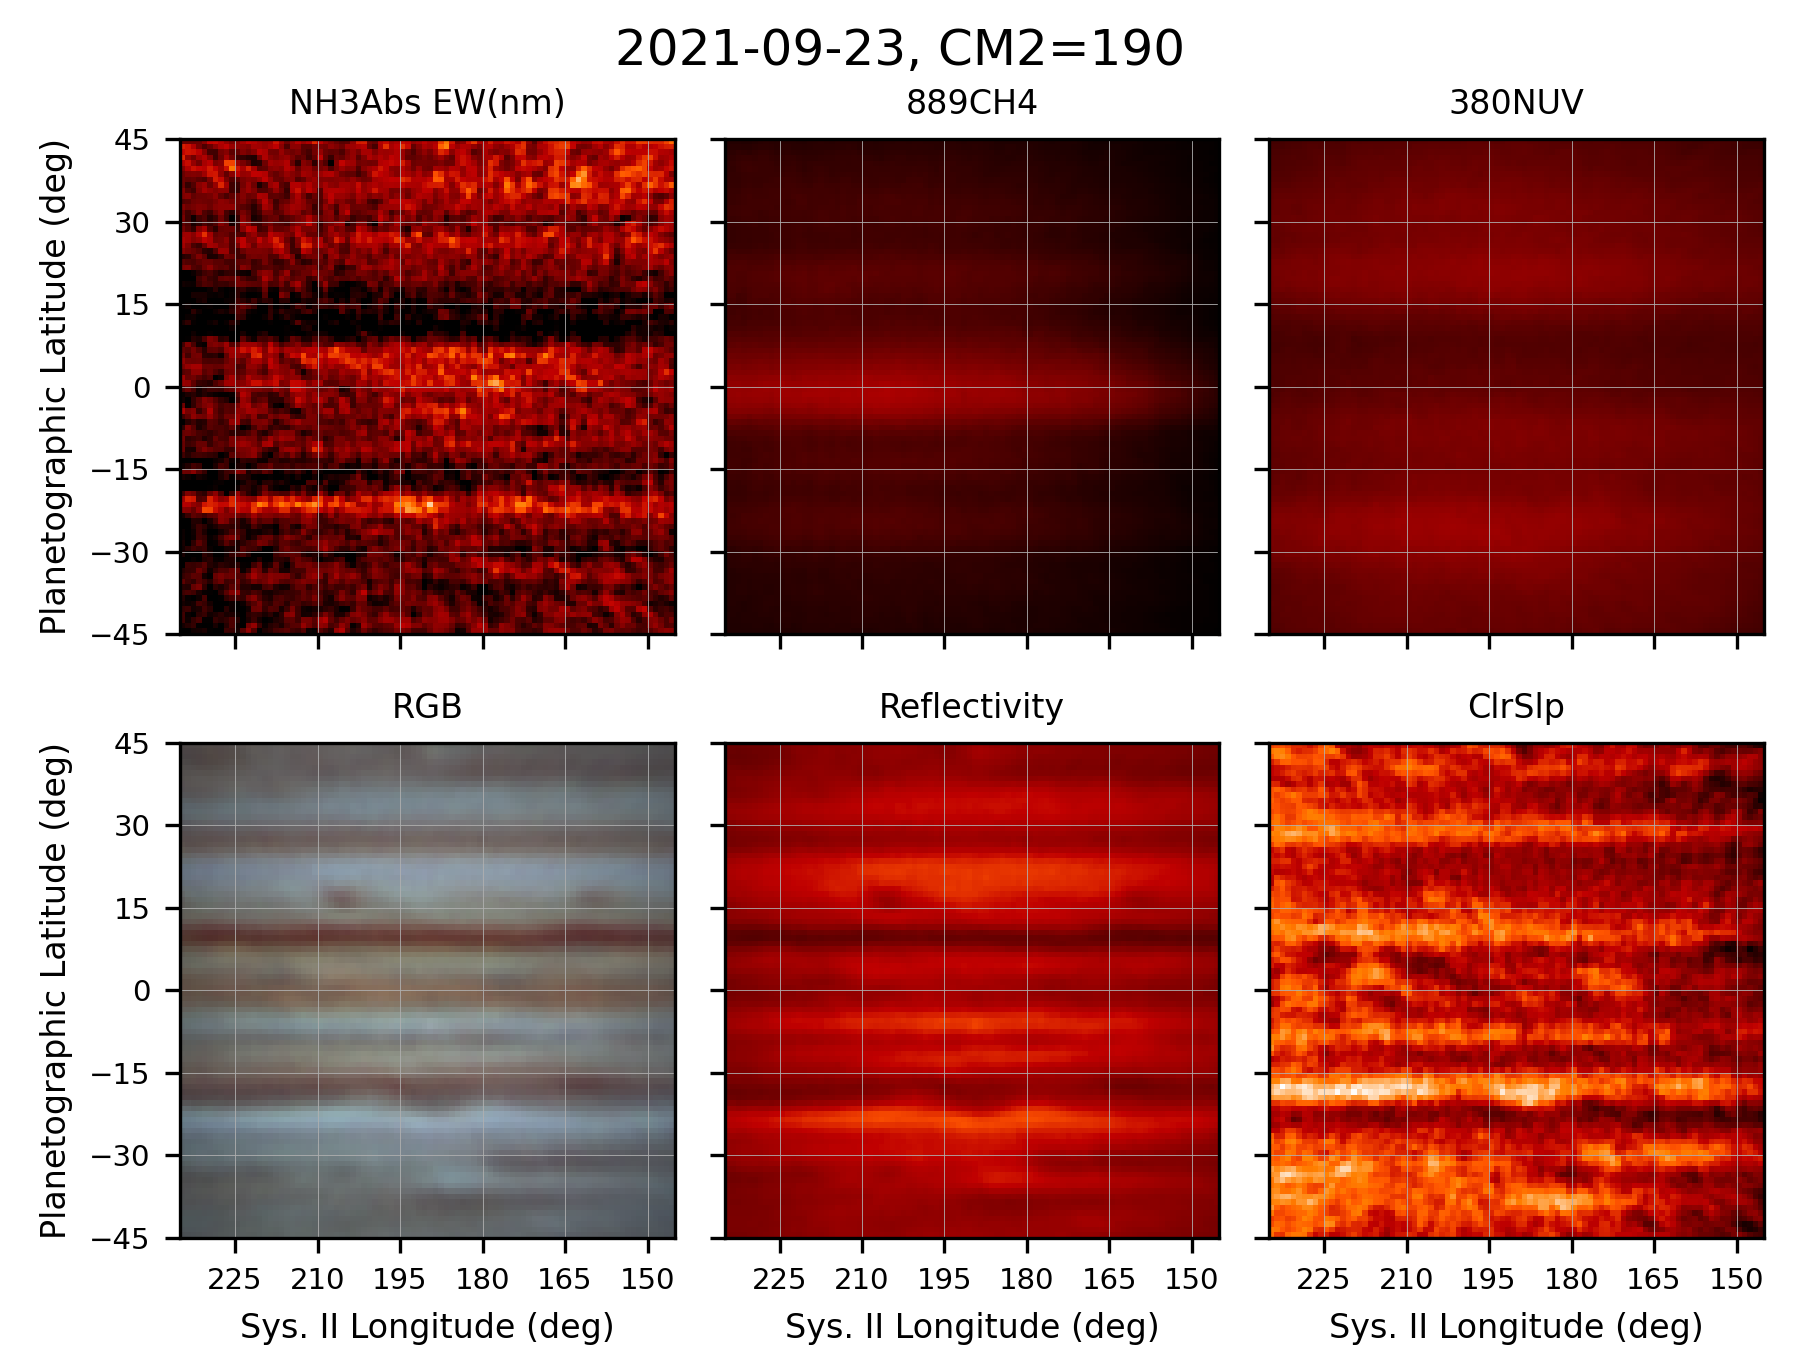 2021-09-23, CM2=190
NH3Abs EW(nm) 889CH4 380NUV
Planetographic Latitude (deg)
45
30
15
0
−15
−30
−45
RGB Reflectivity ClrSlp
Planetographic Latitude (deg)
45
30
15
0
−15
−30
−45
225 210 195 180 165 150 225 210 195 180 165 150 225 210 195 180 165 150
Sys. II Longitude (deg) Sys. II Longitude (deg) Sys. II Longitude (deg)